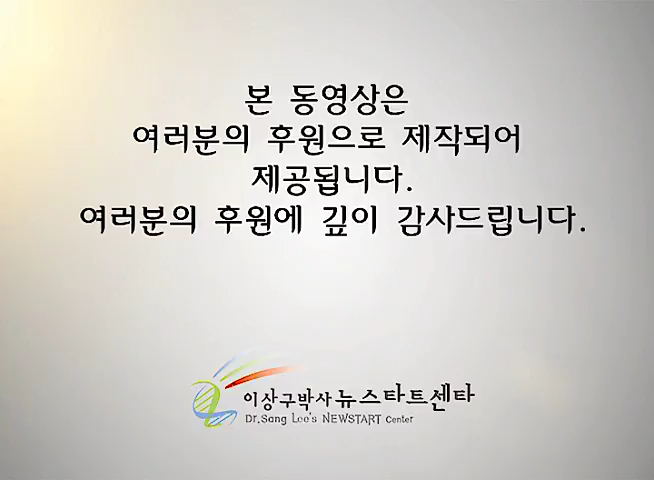 본 동영상은
여러분의 후원으로 제작되어
제공됩니다.
여러분의 후원에 깊이 감사드립니다.
이상구박사 뉴스타트센타
Dr.Sang Lee's NEWSTART Center